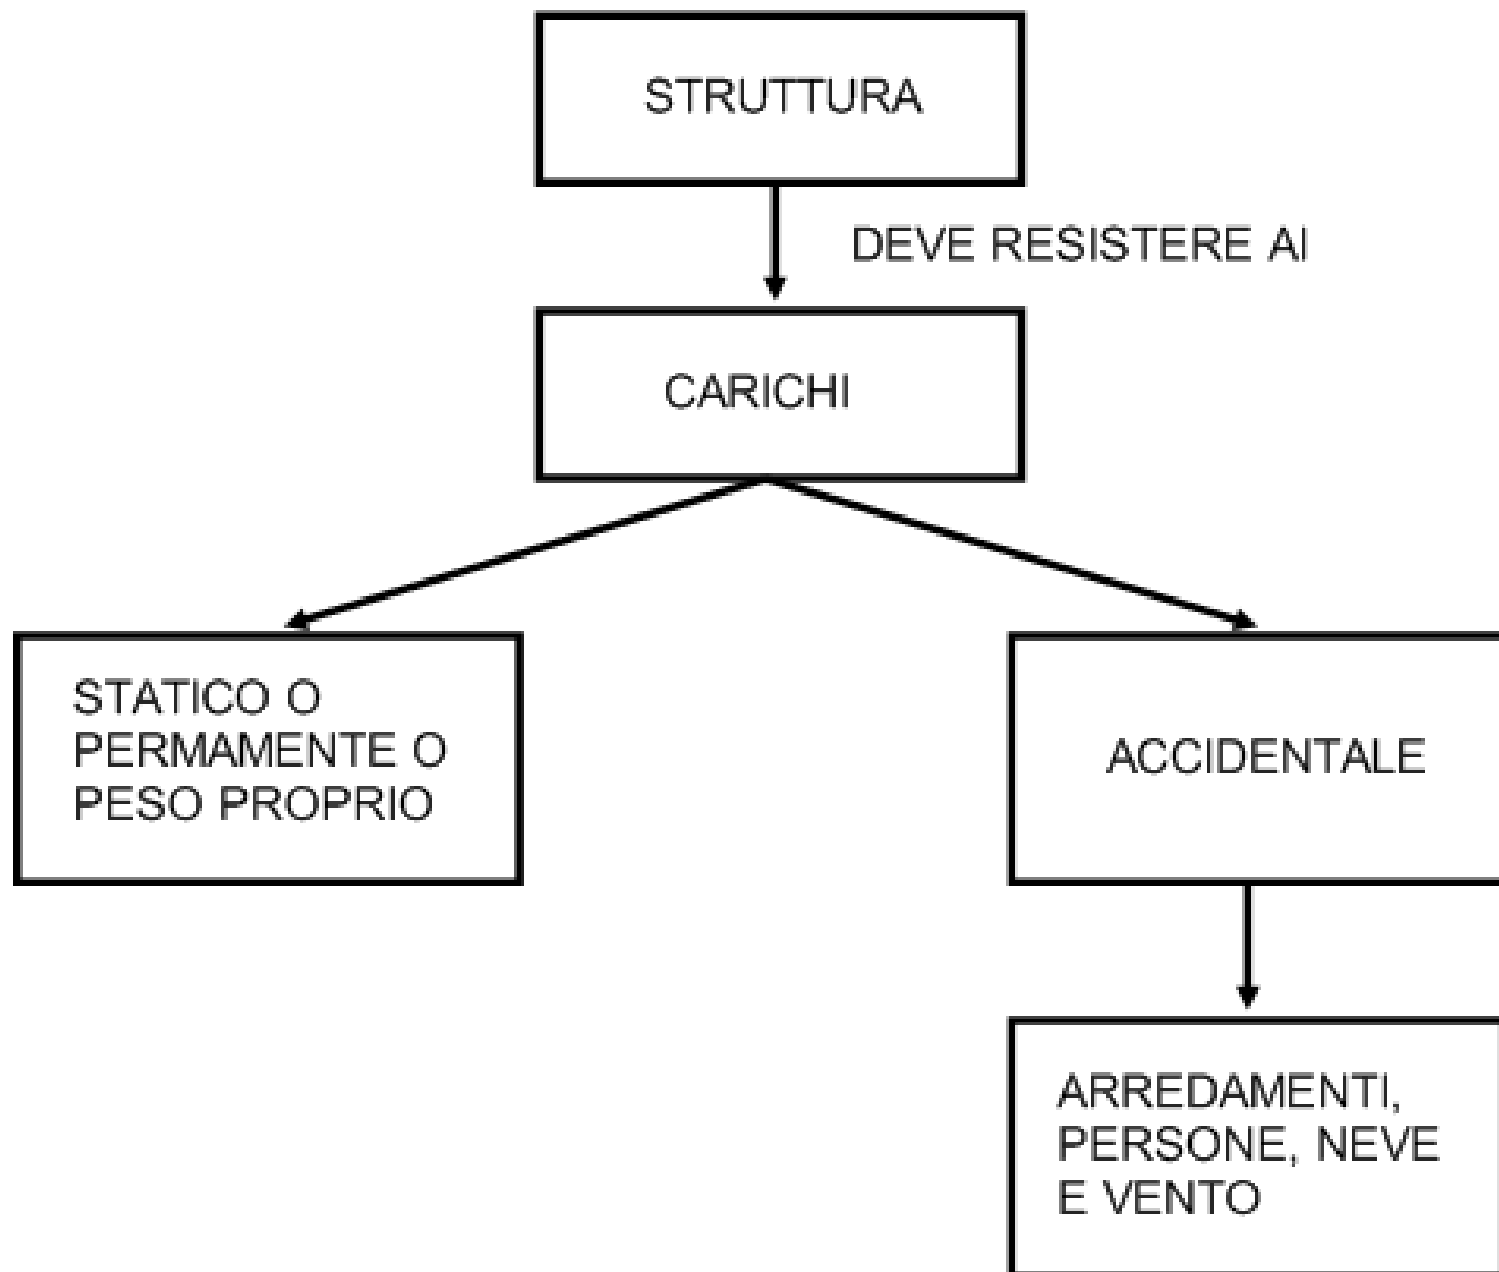 STRUTTURA
DEVE RESISTERE AI
CARICHI
STATICO O
PERMAMENTE O
PESO PROPRIO
ACCIDENTALE
ARREDAMENTI,
PERSONE, NEVE
E VENTO